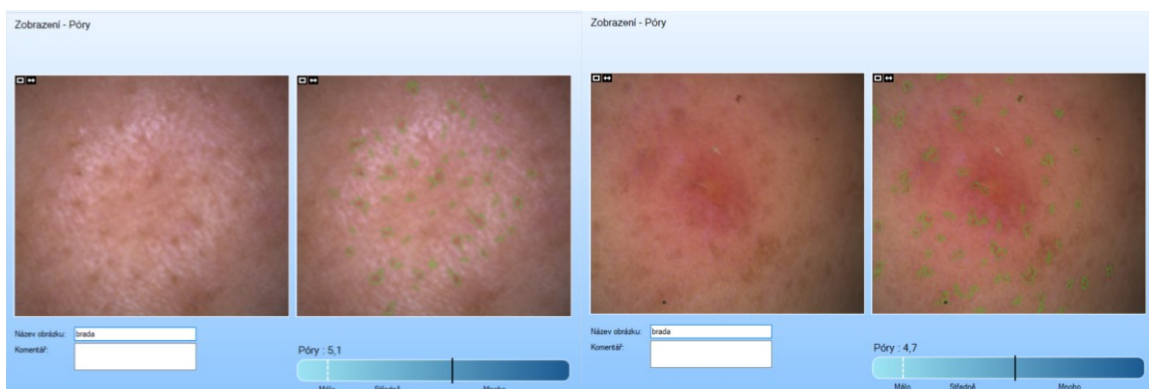 Zobrazení - Póry
Název obrázku: brada
Komentář:
Póry : 5,1
Málo Středně Mnoho
Zobrazení - Póry
Název obrázku: brada
Komentář:
Póry : 4,7
Málo Středně Mnoho